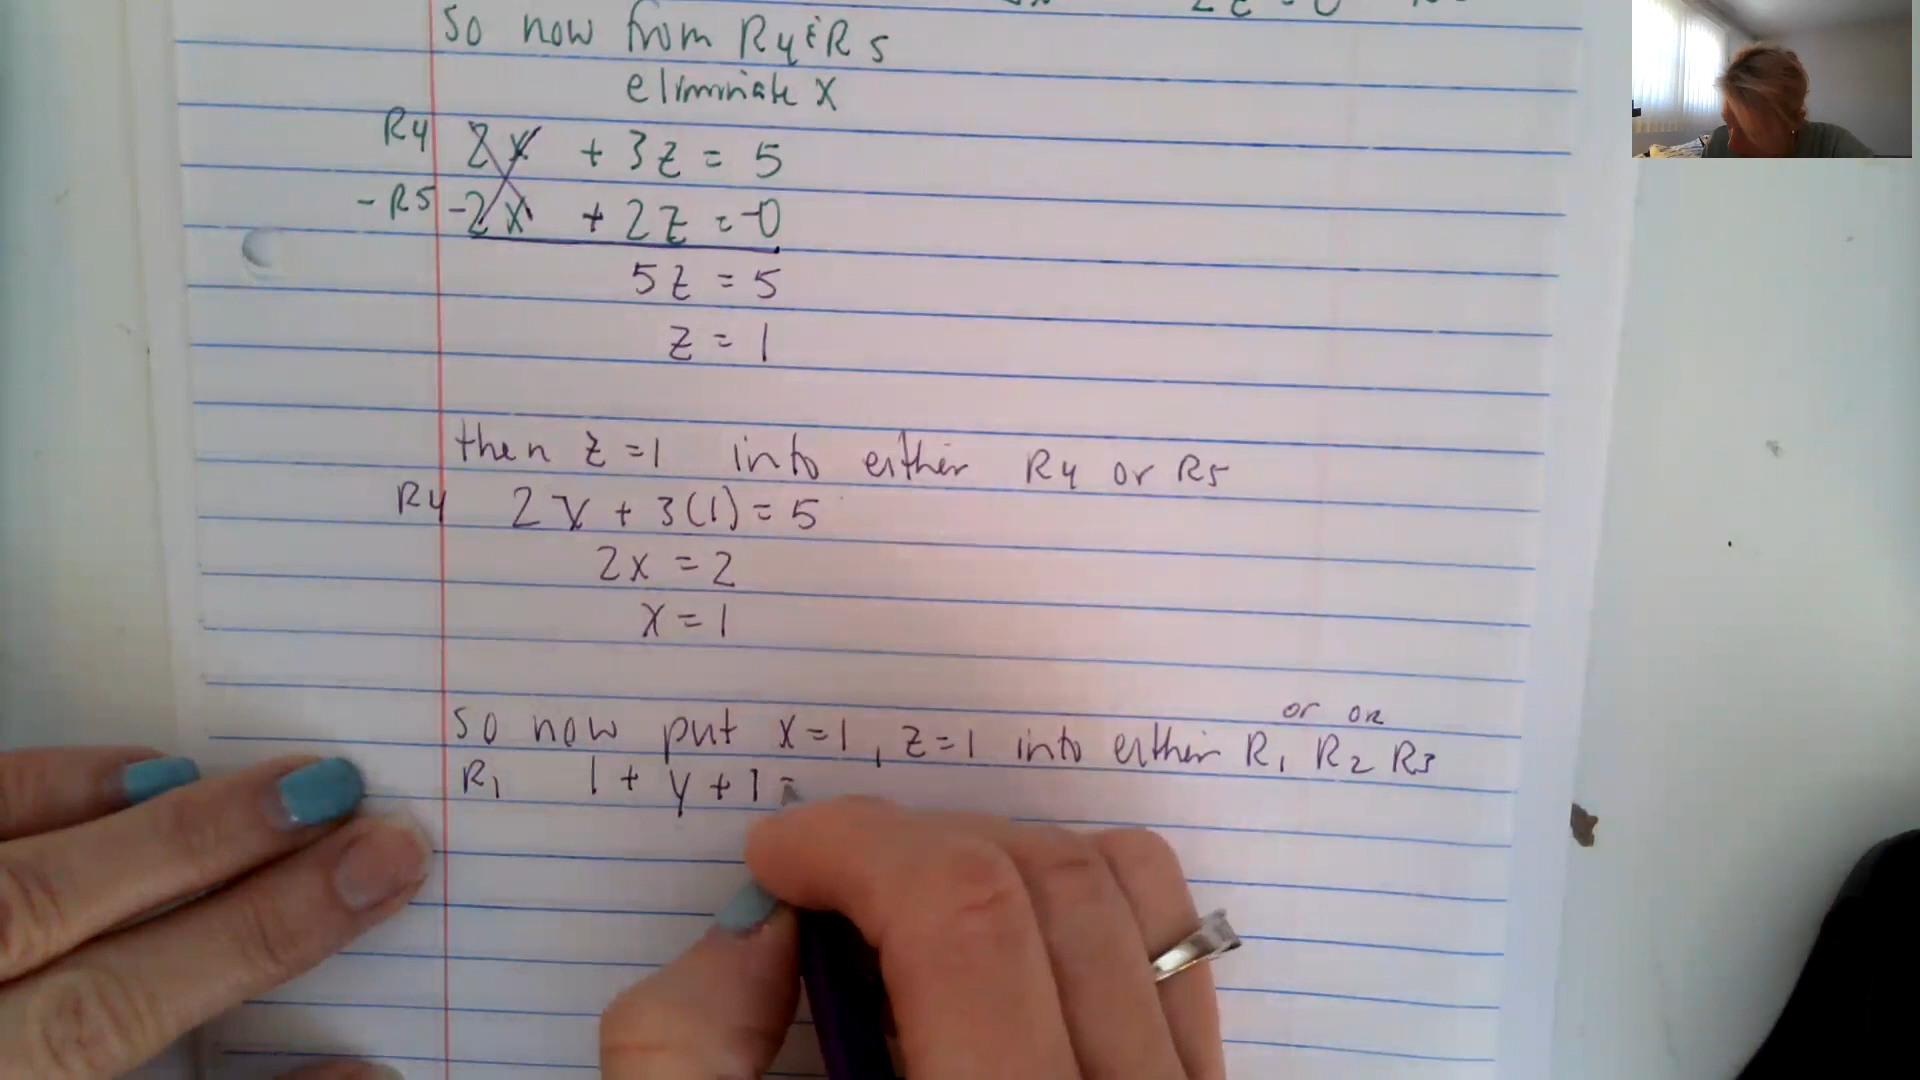 2z = 0
So now from R4 & R5
eliminate x
R4 2x + 3z = 5
-R5 -2x + 2z = -0
5z = 5
z = 1
then z = 1 into either R4 or R5
R4 2x + 3(1) = 5
2x = 2
x = 1
or or
so now put x = 1, z = 1 into either R1 R2 R3
R1 1 + y + 1 =